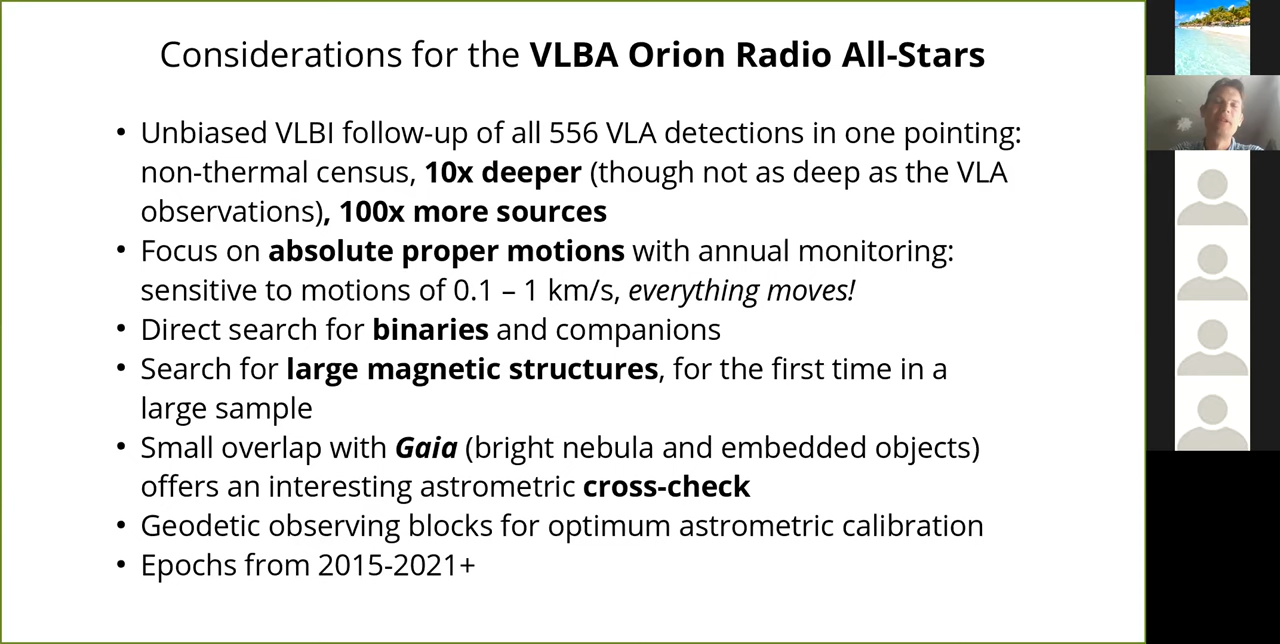 Considerations for the VLBA Orion Radio All-Stars
• Unbiased VLBI follow-up of all 556 VLA detections in one pointing:
non-thermal census, 10x deeper (though not as deep as the VLA
observations), 100x more sources
• Focus on absolute proper motions with annual monitoring:
sensitive to motions of 0.1 – 1 km/s, everything moves!
• Direct search for binaries and companions
• Search for large magnetic structures, for the first time in a
large sample
• Small overlap with Gaia (bright nebula and embedded objects)
offers an interesting astrometric cross-check
• Geodetic observing blocks for optimum astrometric calibration
• Epochs from 2015-2021+